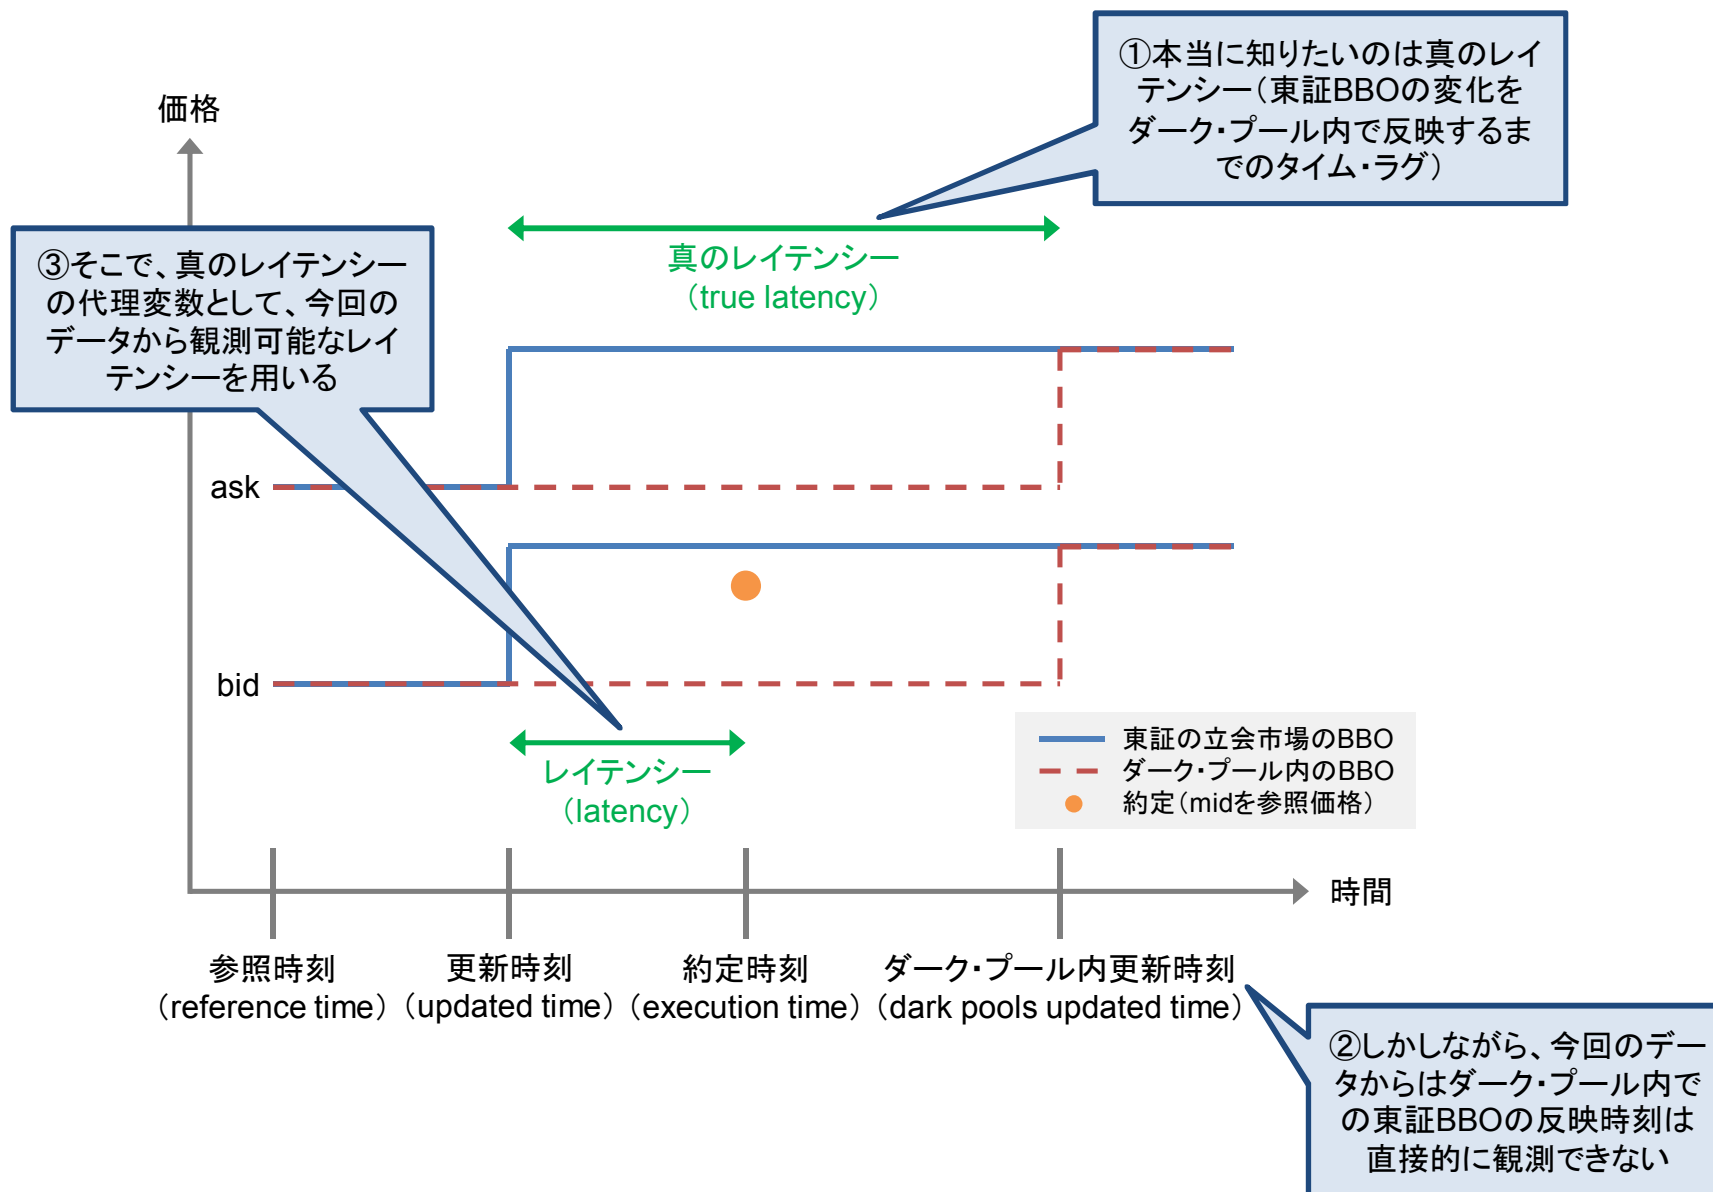 ①本当に知りたいのは真のレイ
テンシー（東証BBOの変化を
ダーク・プール内で反映するま
でのタイム・ラグ）
価格
③そこで、真のレイテンシー
の代理変数として、今回の
データから観測可能なレイ
テンシーを用いる
真のレイテンシー
（true latency）
ask
bid
レイテンシー
（latency）
東証の立会市場のBBO
ダーク・プール内のBBO
約定（midを参照価格）
時間
参照時刻
（reference time）
更新時刻
（updated time）
約定時刻
（execution time）
ダーク・プール内更新時刻
（dark pools updated time）
②しかしながら、今回のデー
タからはダーク・プール内で
の東証BBOの反映時刻は
直接的に観測できない